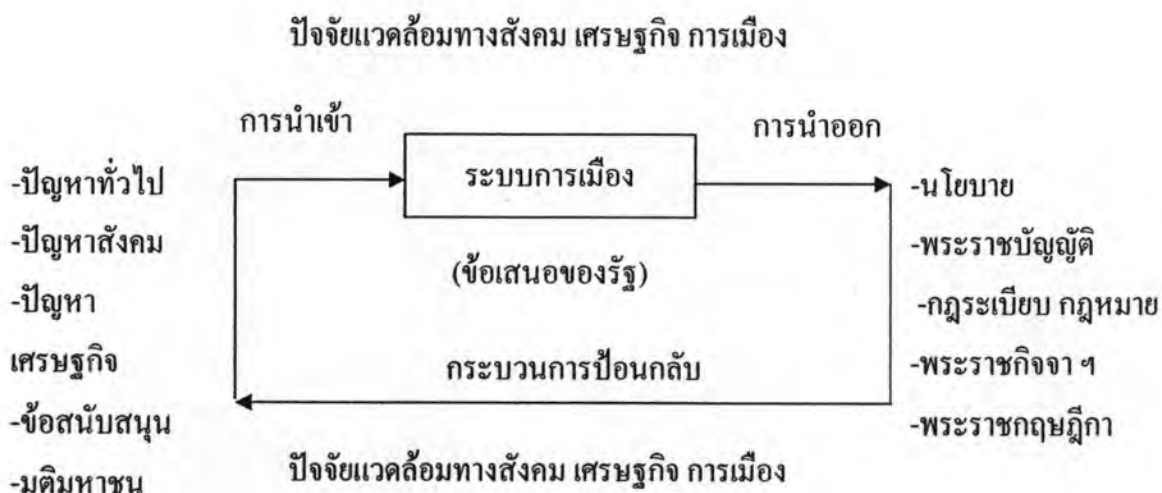 ปัจจัยแวดล้อมทางสังคม เศรษฐกิจ การเมือง
การนำเข้า
การนำออก
ระบบการเมือง
(ข้อเสนอของรัฐ)
-ปัญหาทั่วไป
-ปัญหาสังคม
-ปัญหา
เศรษฐกิจ
-ข้อสนับสนุน
-มติมหาชน
-นโยบาย
-พระราชบัญญัติ
-กฎระเบียบ กฎหมาย
-พระราชกิจจา ฯ
-พระราชกฤษฎีกา
กระบวนการป้อนกลับ
ปัจจัยแวดล้อมทางสังคม เศรษฐกิจ การเมือง